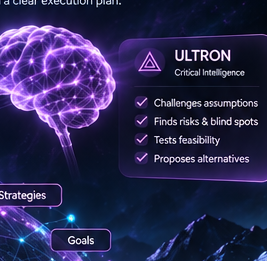 a clear execution plan.
ULTRON
Critical Intelligence
Challenges assumptions
Finds risks & blind spots
Tests feasibility
Proposes alternatives
Strategies
Goals